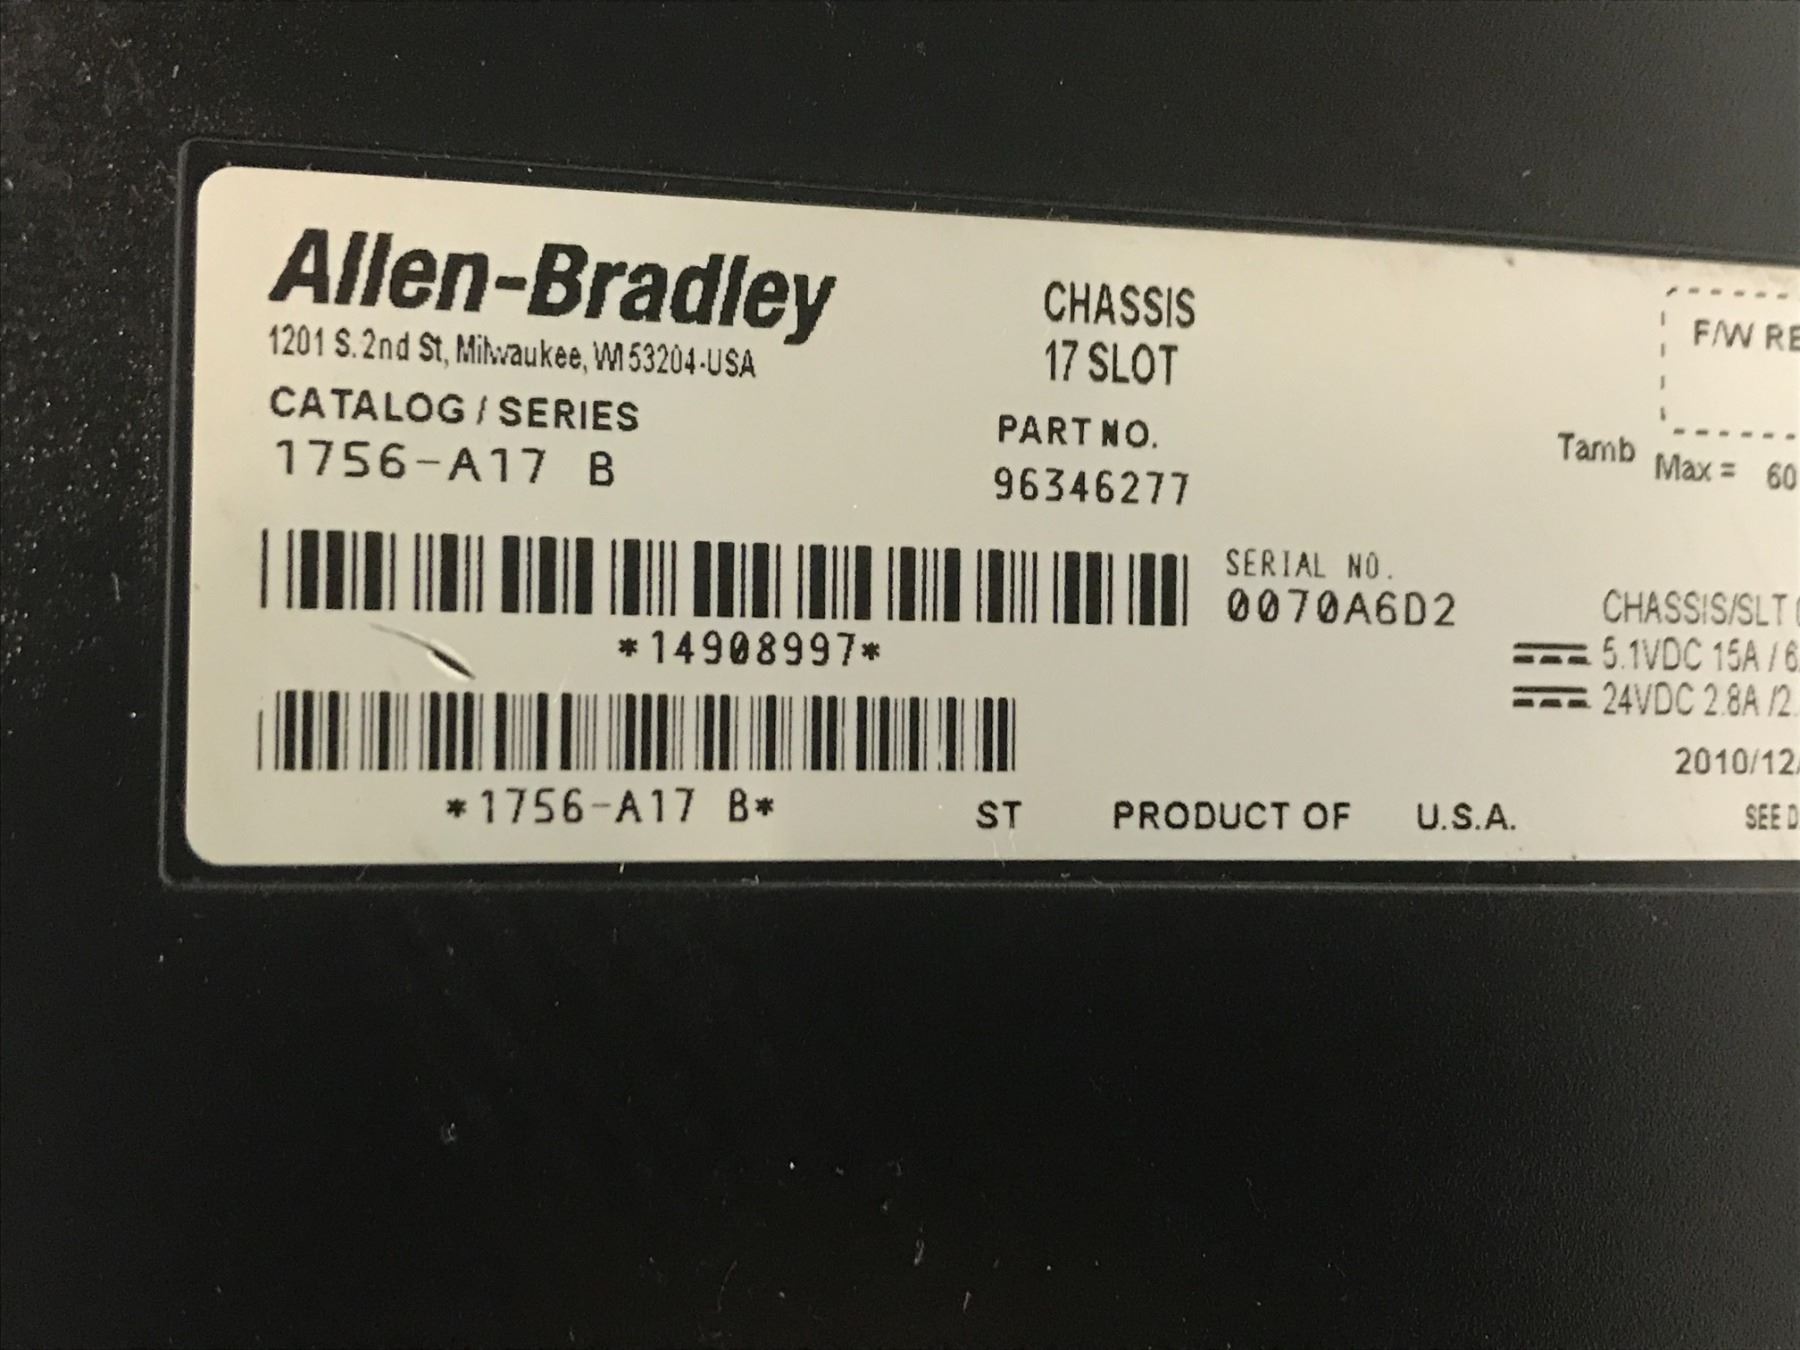 Allen-Bradley
1201 S. 2nd St, Milwaukee, WI 53204-USA
CATALOG / SERIES
1756-A17 B
CHASSIS
17 SLOT
PART NO.
96346277
F/W RE
Tamb Max = 60
SERIAL NO.
0070A6D2
*14908997*
CHASSIS/SLT
5.1VDC 15A / 6
24VDC 2.8A /2.
2010/12/
*1756-A17 B*
ST PRODUCT OF U.S.A.
SEE D